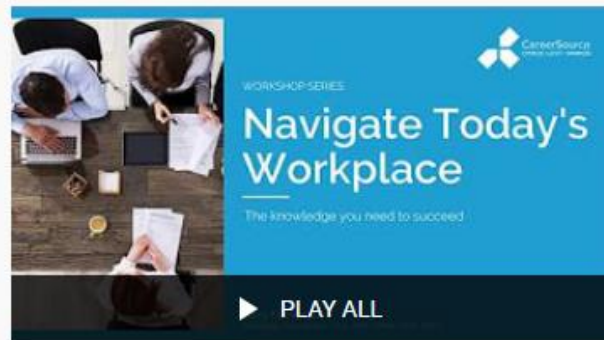 CareerSource
WORKSHOP SERIES
Navigate Today's
Workplace
The knowledge you need to succeed
PLAY ALL